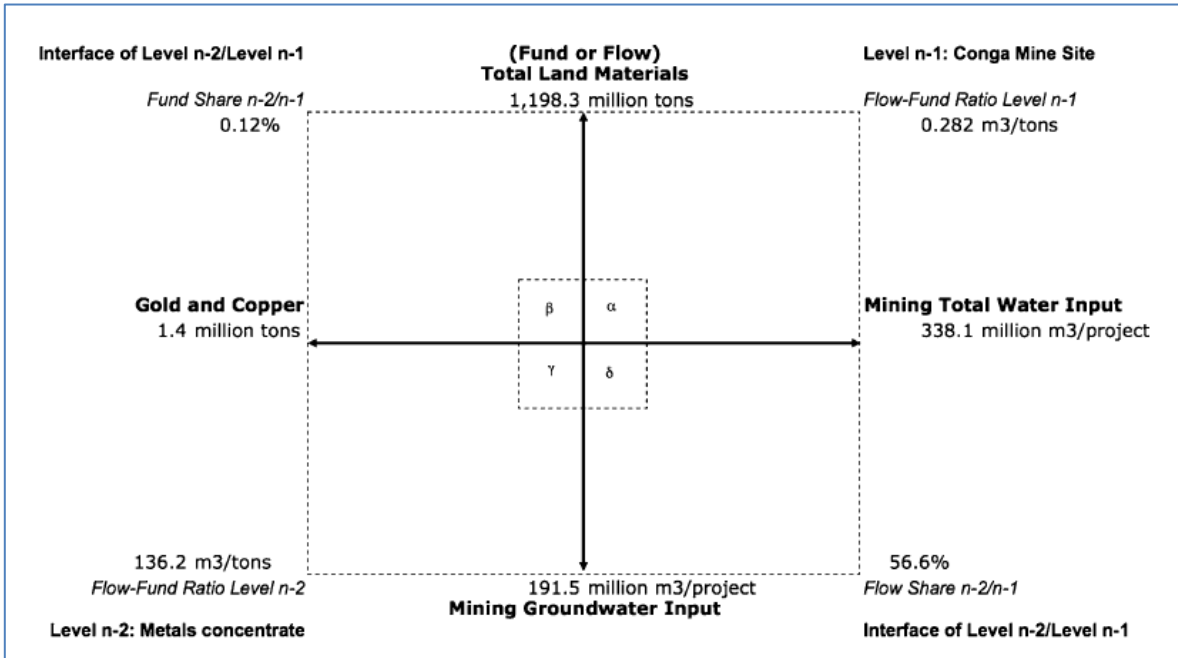 Interface of Level n-2/Level n-1
(Fund or Flow)
Total Land Materials
1,198.3 million tons
Level n-1: Conga Mine Site
Fund Share n-2/n-1
0.12%
Flow-Fund Ratio Level n-1
0.282 m3/tons
Gold and Copper
1.4 million tons
β
α
γ
δ
Mining Total Water Input
338.1 million m3/project
136.2 m3/tons
Flow-Fund Ratio Level n-2
191.5 million m3/project
Mining Groundwater Input
56.6%
Flow Share n-2/n-1
Level n-2: Metals concentrate
Interface of Level n-2/Level n-1